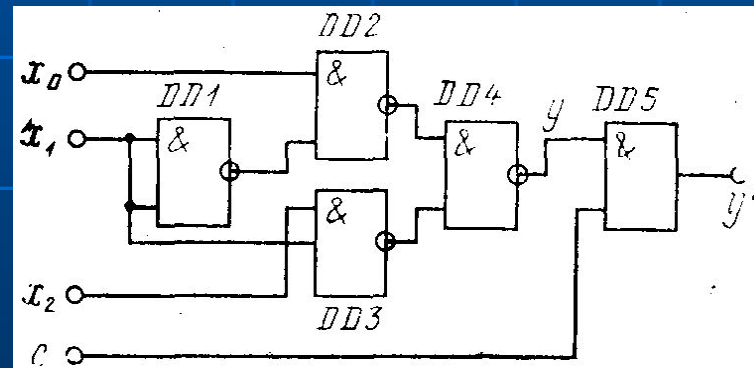 DD2
x₀ &
DD1 DD4 y DD5
x₁ & & &
& y'
x₂
DD3
C